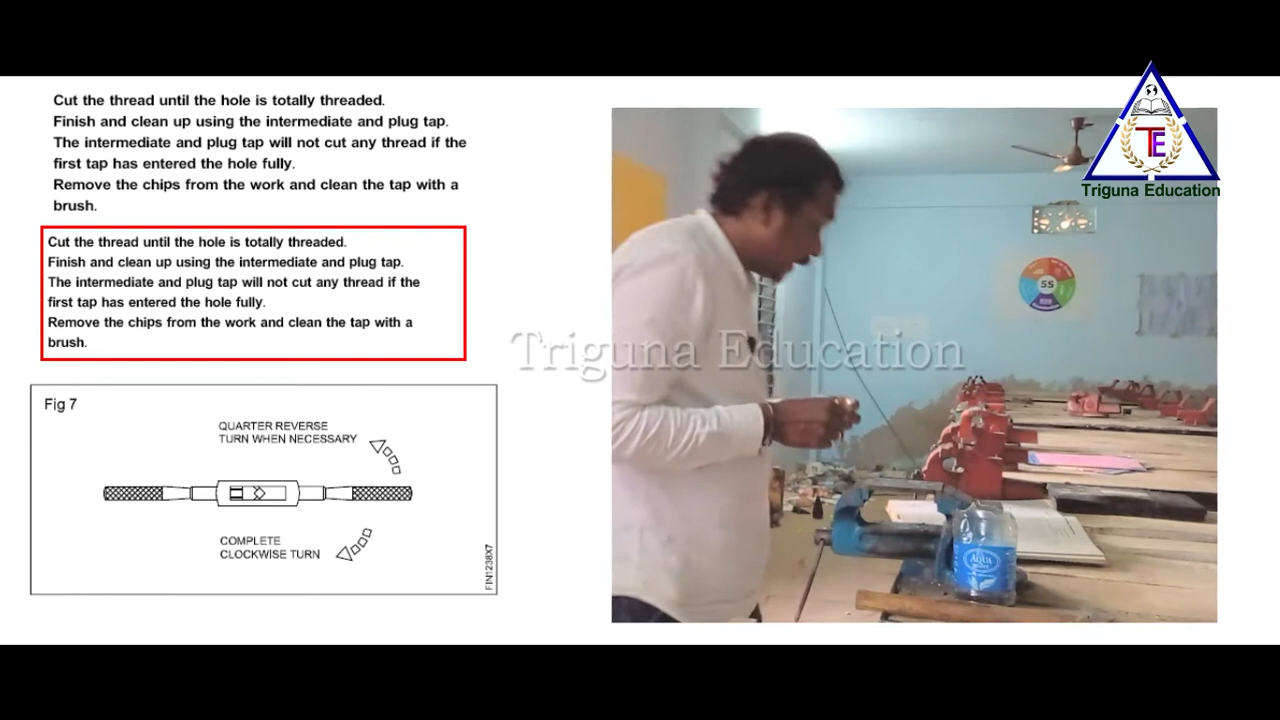 Cut the thread until the hole is totally threaded.
Finish and clean up using the intermediate and plug tap.
The intermediate and plug tap will not cut any thread if the
first tap has entered the hole fully.
Remove the chips from the work and clean the tap with a
brush.
Cut the thread until the hole is totally threaded.
Finish and clean up using the intermediate and plug tap.
The intermediate and plug tap will not cut any thread if the
first tap has entered the hole fully.
Remove the chips from the work and clean the tap with a
brush.
Fig 7
QUARTER REVERSE
TURN WHEN NECESSARY
COMPLETE
CLOCKWISE TURN
FIN1238X7
TE
Triguna Education
5S
Triguna Education
AQUA